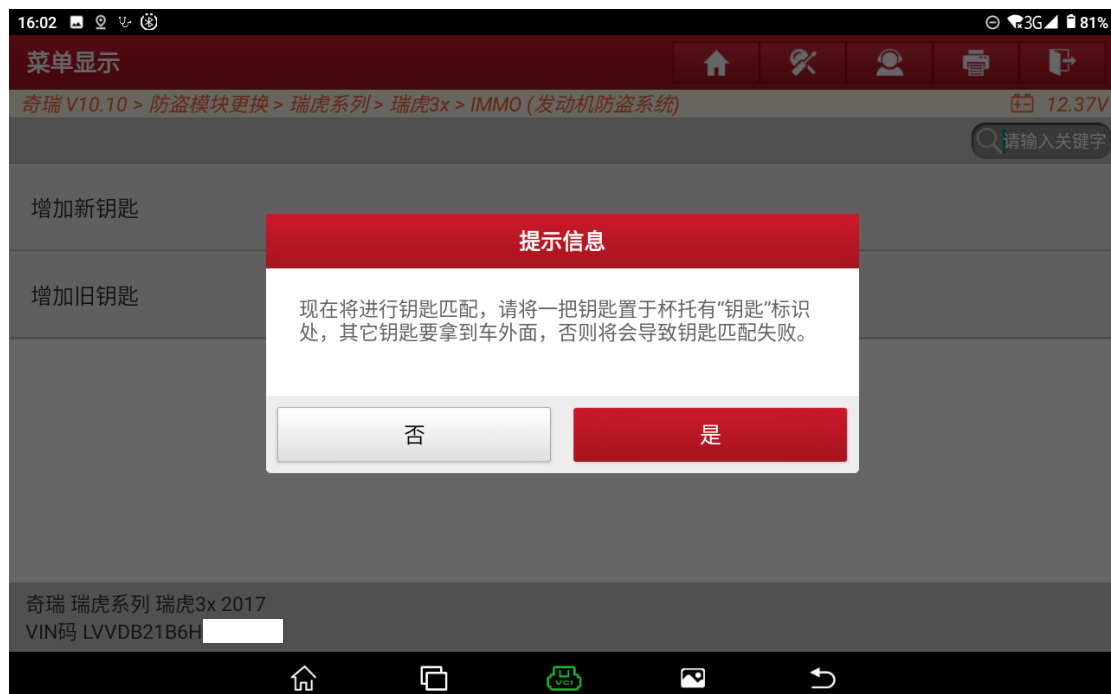 16:02
3G 81%
菜单显示
奇瑞 V10.10 > 防盗模块更换 > 瑞虎系列 > 瑞虎3x > IMMO (发动机防盗系统)
12.37V
请输入关键字
增加新钥匙
提示信息
增加旧钥匙
现在将进行钥匙匹配，请将一把钥匙置于杯托有“钥匙”标识
处，其它钥匙要拿到车外面，否则将会导致钥匙匹配失败。
否
是
奇瑞 瑞虎系列 瑞虎3x 2017
VIN码 LVVDB21B6H
VCI